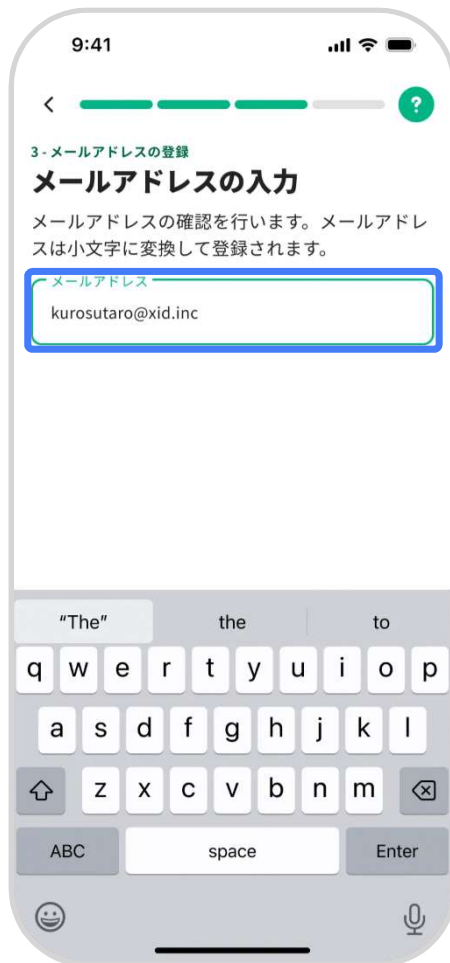 9:41
?
3 - メールアドレスの登録
メールアドレスの入力
メールアドレスの確認を行います。メールアドレ
スは小文字に変換して登録されます。
メールアドレス
kurosutaro@xid.inc
“The” the to
q w e r t y u i o p
a s d f g h j k l
z x c v b n m
ABC space Enter